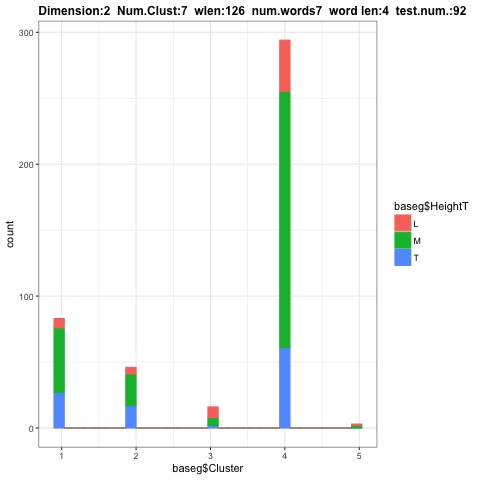 Dimension:2 Num.Clust:7 wlen:126 num.words7 word len:4 test.num.:92
300
200
100
0
count
1 2 3 4 5
baseg$Cluster
baseg$HeightT
L
M
T